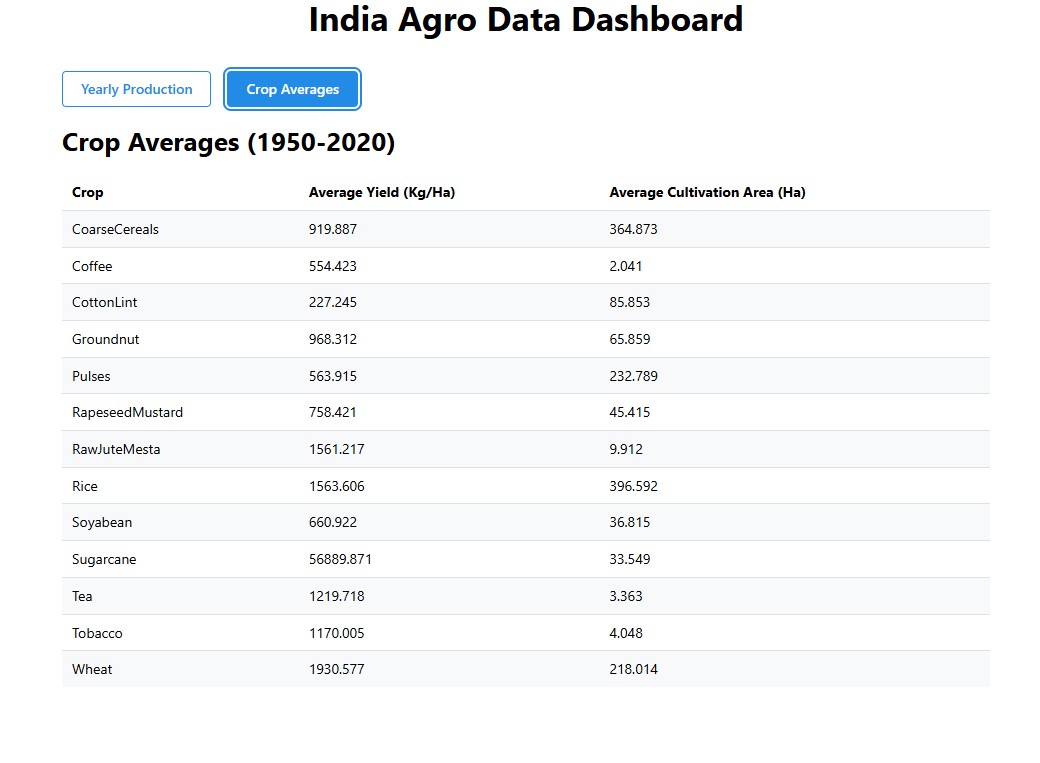 India Agro Data Dashboard
Yearly Production Crop Averages
Crop Averages (1950-2020)
Crop Average Yield (Kg/Ha) Average Cultivation Area (Ha)
CoarseCereals 919.887 364.873
Coffee 554.423 2.041
CottonLint 227.245 85.853
Groundnut 968.312 65.859
Pulses 563.915 232.789
RapeseedMustard 758.421 45.415
RawJuteMesta 1561.217 9.912
Rice 1563.606 396.592
Soyabean 660.922 36.815
Sugarcane 56889.871 33.549
Tea 1219.718 3.363
Tobacco 1170.005 4.048
Wheat 1930.577 218.014